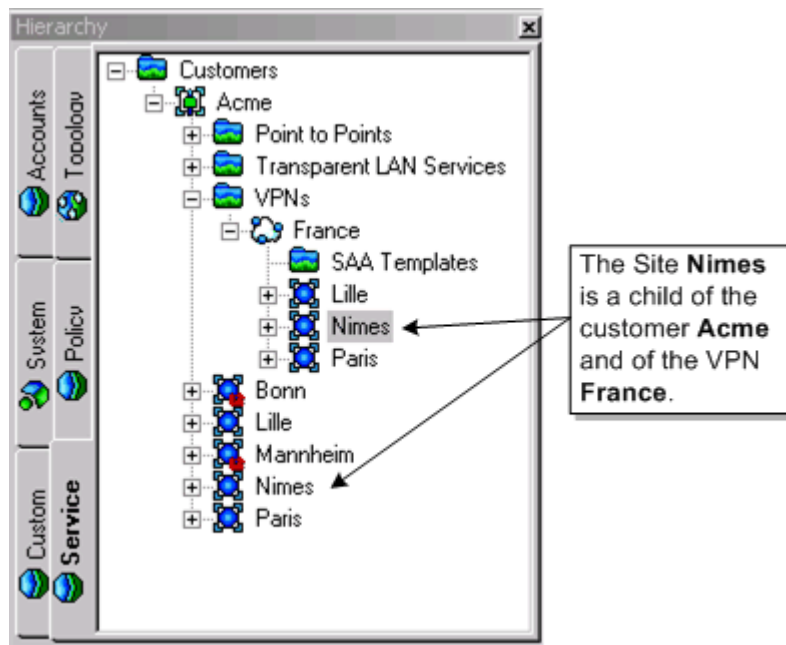 Hierarchy
Accounts
Topology
System
Policy
Custom
Service
Customers
Acme
Point to Points
Transparent LAN Services
VPNs
France
SAA Templates
Lille
Nimes
Paris
Bonn
Lille
Mannheim
Nimes
Paris
The Site Nimes
is a child of the
customer Acme
and of the VPN
France.